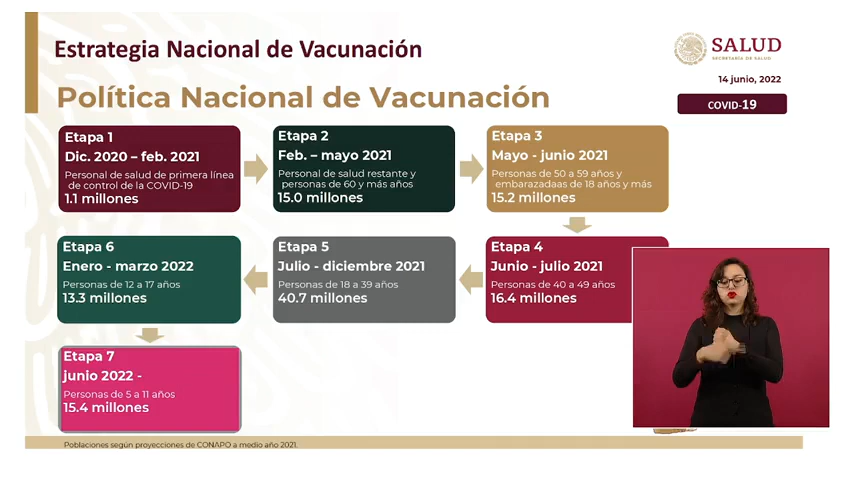 Estrategia Nacional de Vacunación
SALUD
SECRETARÍA DE SALUD
14 junio, 2022
Política Nacional de Vacunación
COVID-19
Etapa 1
Dic. 2020 – feb. 2021
Personal de salud de primera línea
de control de la COVID-19
1.1 millones
Etapa 2
Feb. – mayo 2021
Personal de salud restante y
personas de 60 y más años
15.0 millones
Etapa 3
Mayo - junio 2021
Personas de 50 a 59 años y
embarazadaas de 18 años y más
15.2 millones
Etapa 6
Enero - marzo 2022
Personas de 12 a 17 años
13.3 millones
Etapa 5
Julio - diciembre 2021
Personas de 18 a 39 años
40.7 millones
Etapa 4
Junio - julio 2021
Personas de 40 a 49 años
16.4 millones
Etapa 7
junio 2022 -
Personas de 5 a 11 años
15.4 millones
Poblaciones según proyecciones de CONAPO a medio año 2021.